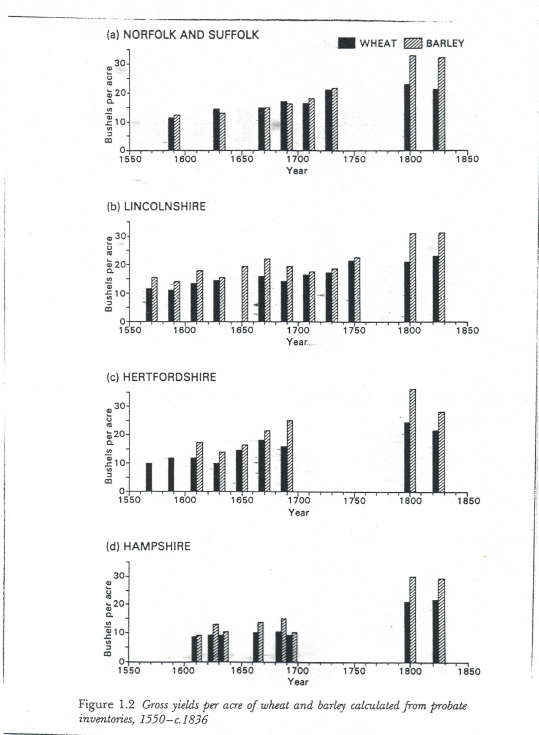 (a) NORFOLK AND SUFFOLK
WHEAT BARLEY
Bushels per acre
30
20
10
0
1550 1600 1650 1700 1750 1800 1850
Year
(b) LINCOLNSHIRE
Bushels per acre
30
20
10
0
1550 1600 1650 1700 1750 1800 1850
Year
(c) HERTFORDSHIRE
Bushels per acre
30
20
10
0
1550 1600 1650 1700 1750 1800 1850
Year
(d) HAMPSHIRE
Bushels per acre
30
20
10
0
1550 1600 1650 1700 1750 1800 1850
Year
Figure 1.2 Gross yields per acre of wheat and barley calculated from probate
inventories, 1550–c.1836